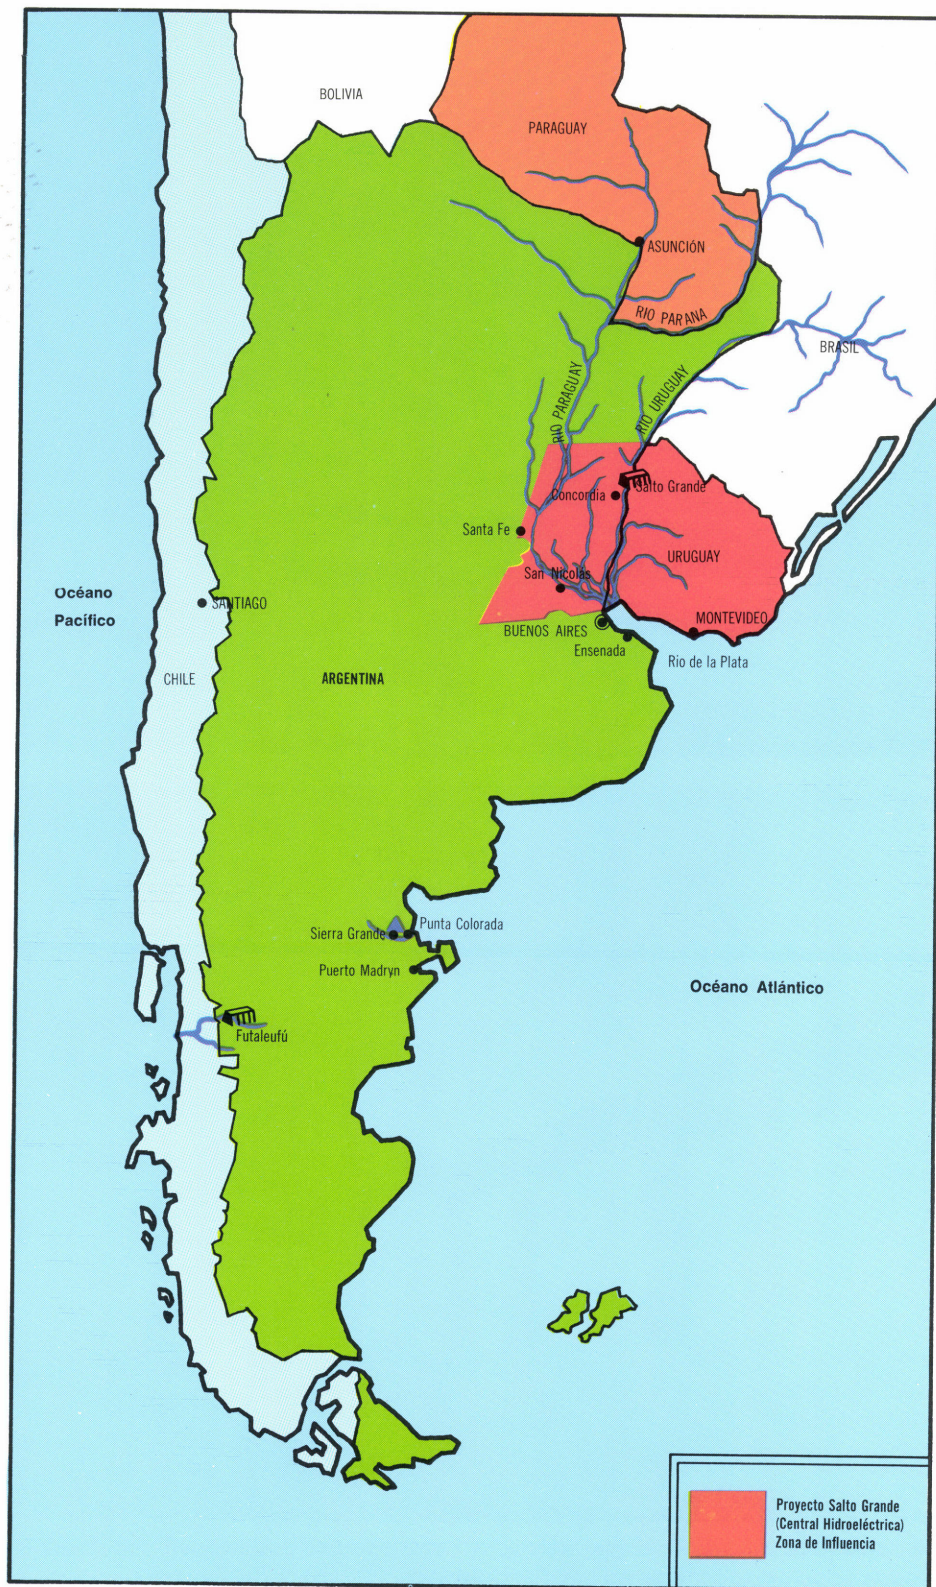 BOLIVIA
PARAGUAY
ASUNCIÓN
RIO PARANA
BRASIL
RIO PARAGUAY
RIO URUGUAY
Concordia
Salto Grande
Santa Fe
URUGUAY
San Nicolás
Océano
Pacífico
SANTIAGO
BUENOS AIRES
MONTEVIDEO
Ensenada
Rio de la Plata
CHILE
ARGENTINA
Sierra Grande
Punta Colorada
Puerto Madryn
Océano Atlántico
Futaleufú
Proyecto Salto Grande
(Central Hidroeléctrica)
Zona de Influencia